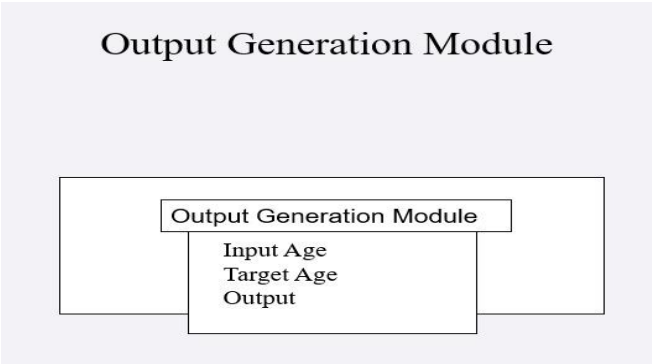 Output Generation Module
Output Generation Module
Input Age
Target Age
Output